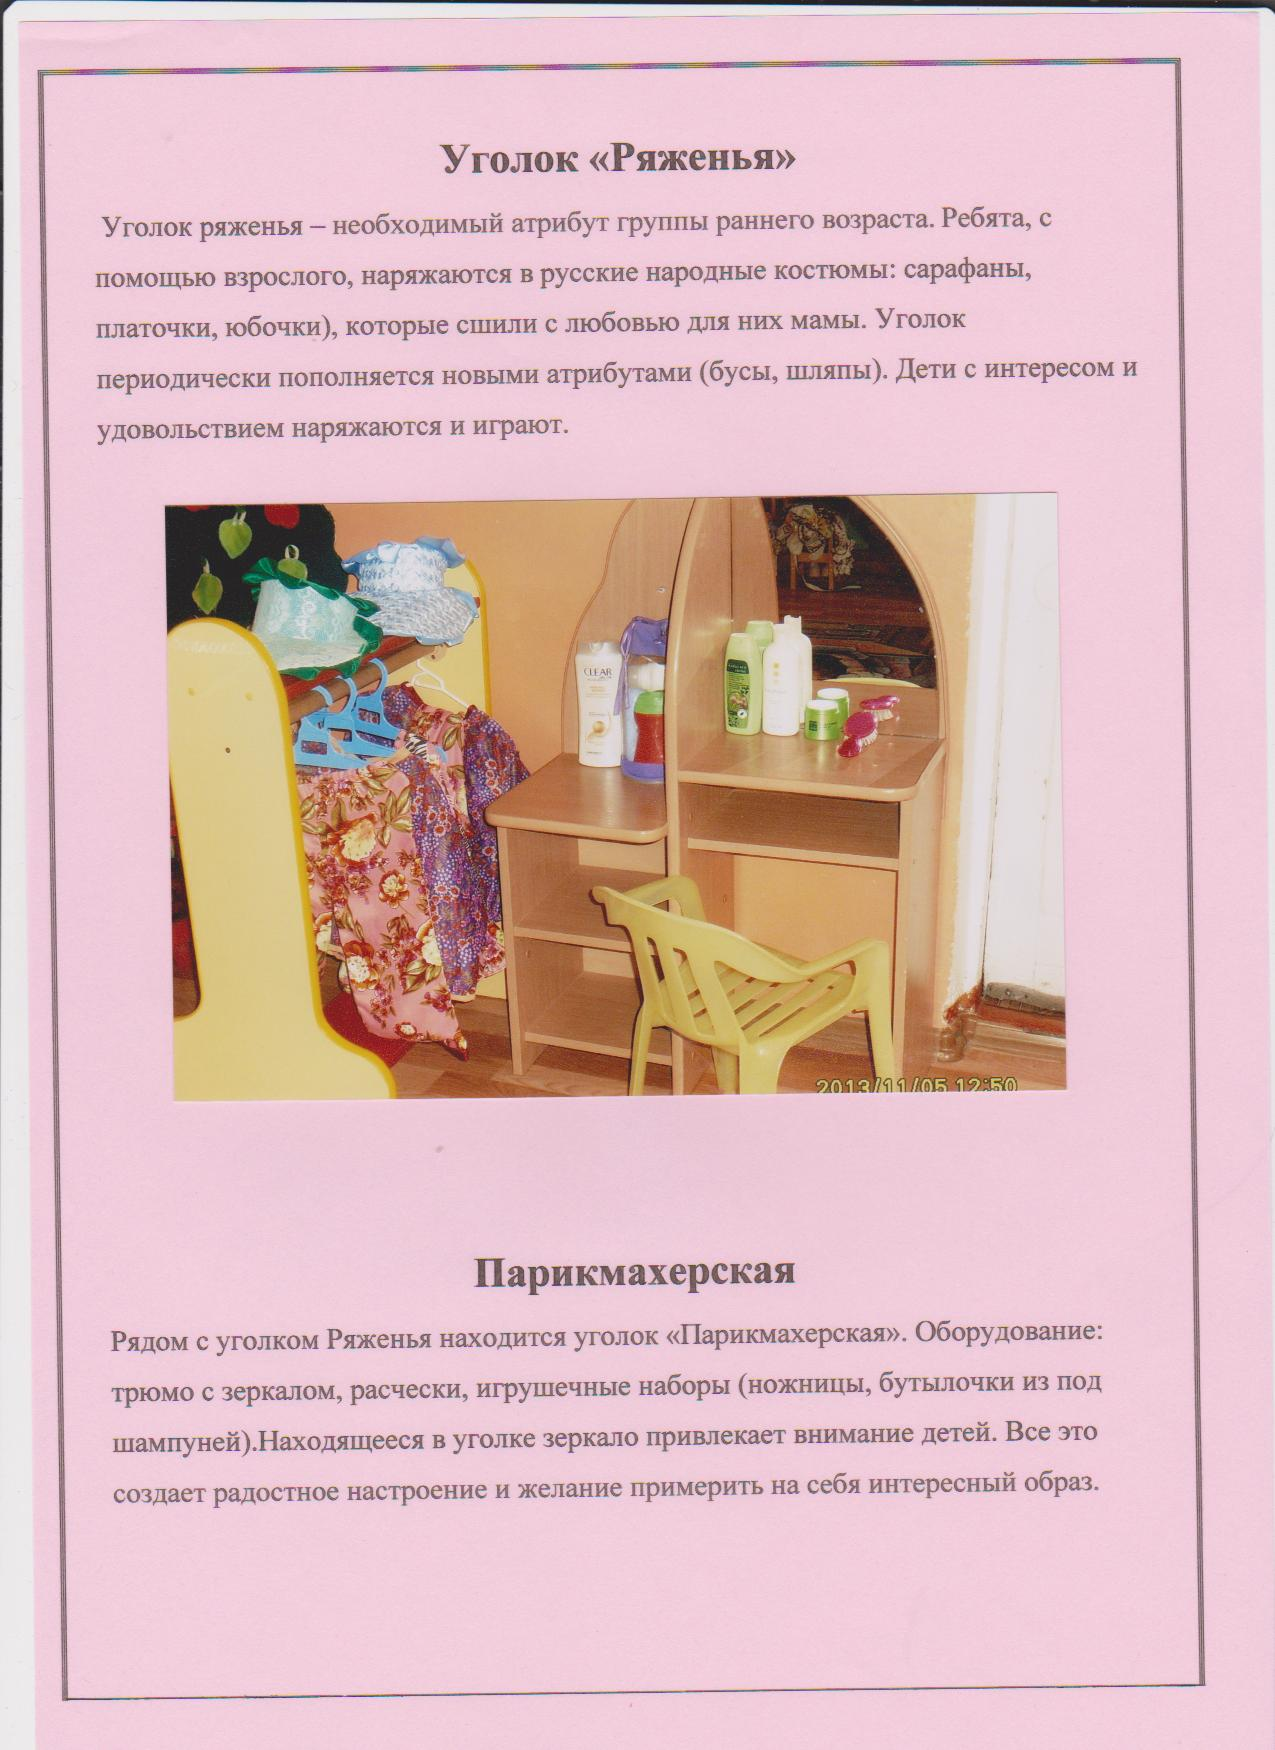 Уголок «Ряженья»
Уголок ряженья – необходимый атрибут группы раннего возраста. Ребята, с
помощью взрослого, наряжаются в русские народные костюмы: сарафаны,
платочки, юбочки), которые сшили с любовью для них мамы. Уголок
периодически пополняется новыми атрибутами (бусы, шляпы). Дети с интересом и
удовольствием наряжаются и играют.
CLEAR
2013/11/05 12:50
Парикмахерская
Рядом с уголком Ряженья находится уголок «Парикмахерская». Оборудование:
трюмо с зеркалом, расчески, игрушечные наборы (ножницы, бутылочки из под
шампуней).Находящееся в уголке зеркало привлекает внимание детей. Все это
создает радостное настроение и желание примерить на себя интересный образ.